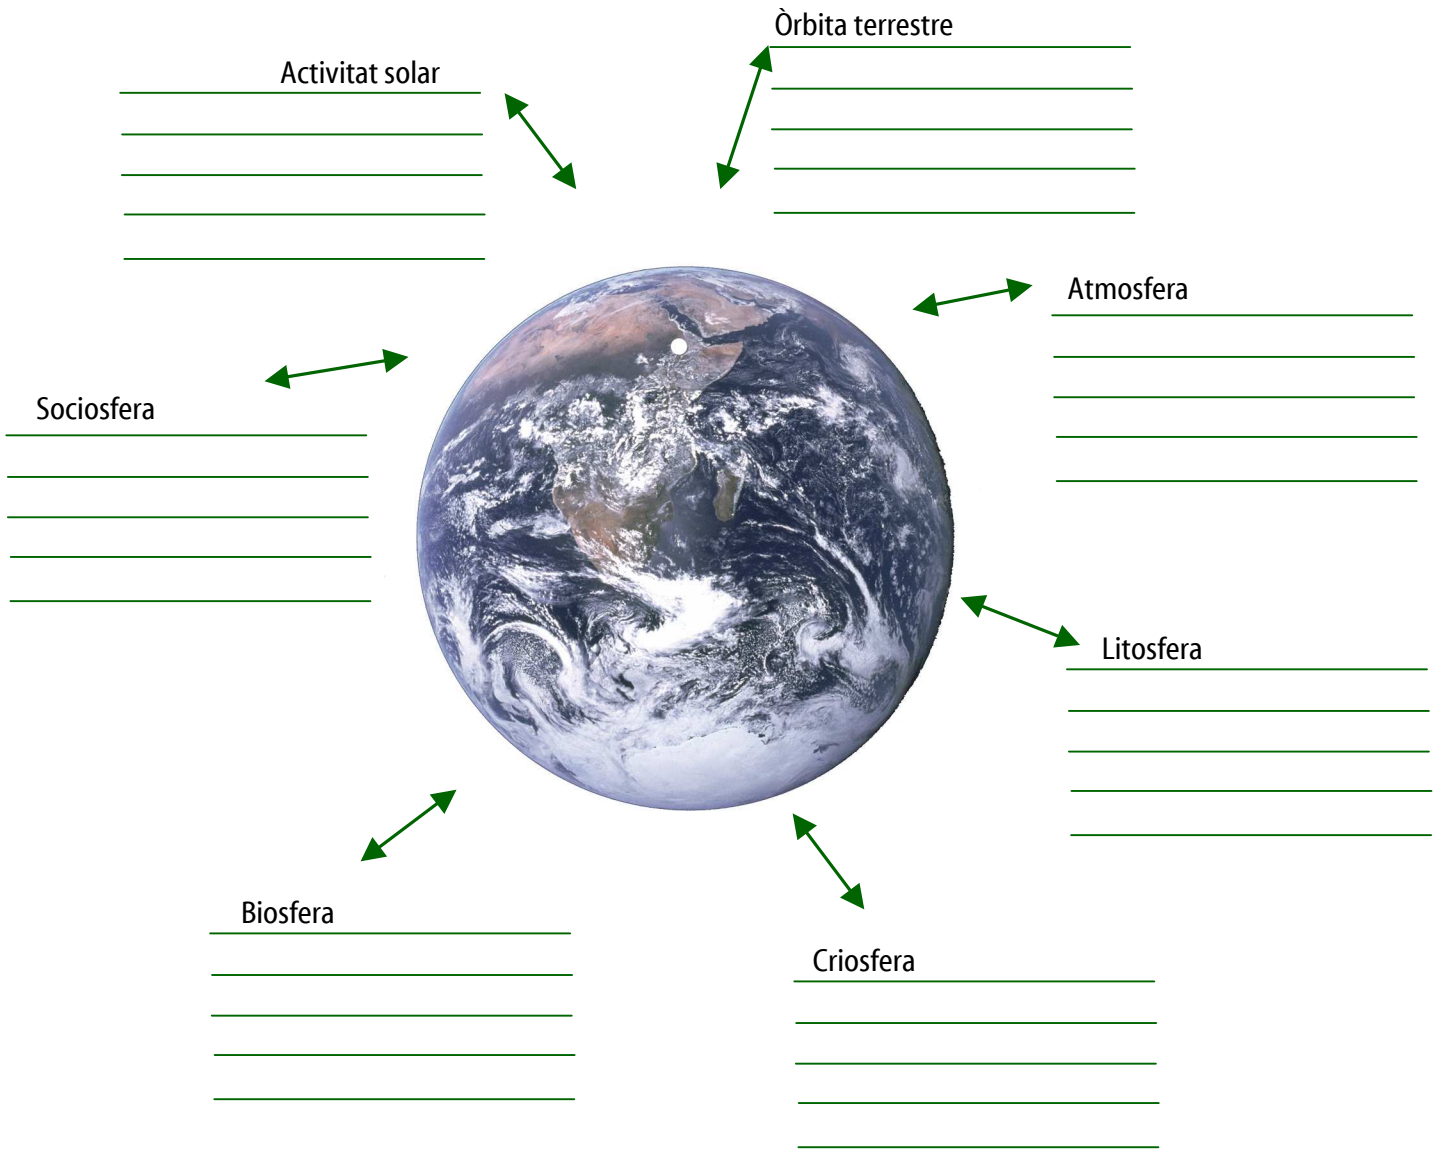 Òrbita terrestre
Activitat solar
Atmosfera
Sociosfera
Litosfera
Biosfera
Criosfera